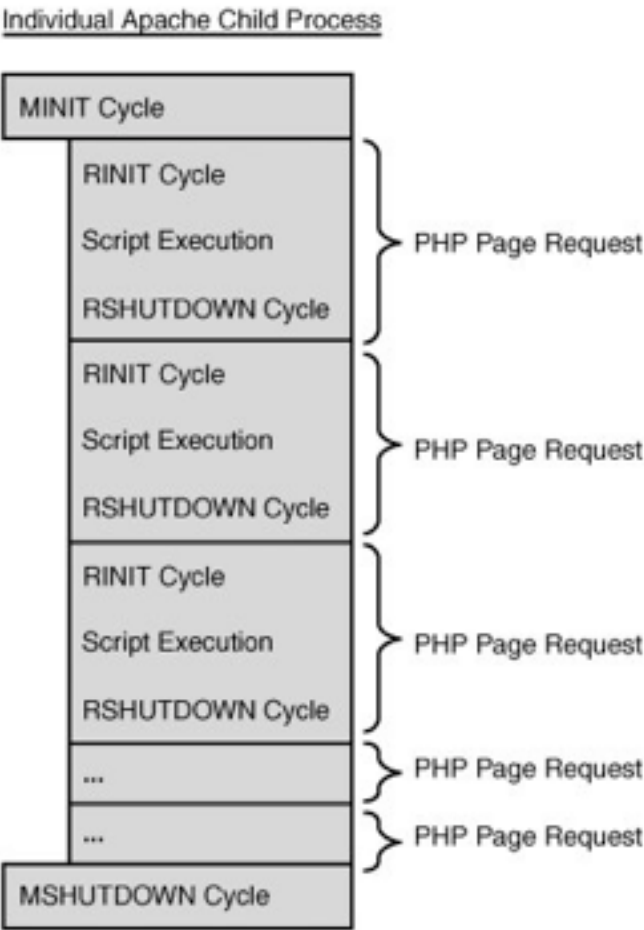 Individual Apache Child Process
MINIT Cycle
RINIT Cycle
Script Execution
PHP Page Request
RSHUTDOWN Cycle
RINIT Cycle
Script Execution
PHP Page Request
RSHUTDOWN Cycle
RINIT Cycle
Script Execution
PHP Page Request
RSHUTDOWN Cycle
...
PHP Page Request
...
PHP Page Request
MSHUTDOWN Cycle